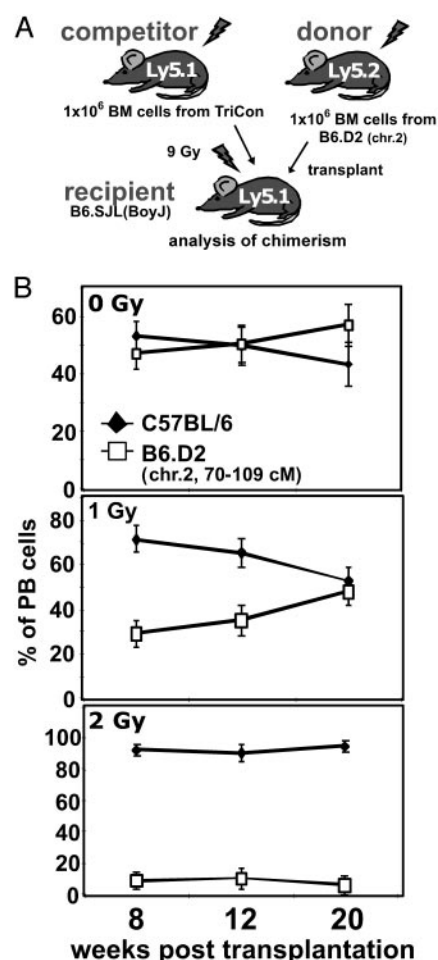 A
competitor
donor
Ly5.1
Ly5.2
1x10⁶ BM cells from TriCon
1x10⁶ BM cells from
B6.D2 (chr.2)
9 Gy
transplant
recipient
B6.SJL(BoyJ)
Ly5.1
analysis of chimerism
B
0 Gy
60
40
20
0
C57BL/6
B6.D2
(chr.2, 70-109 cM)
% of PB cells
1 Gy
80
60
40
20
0
2 Gy
100
80
60
40
20
0
8 12 20
weeks post transplantation